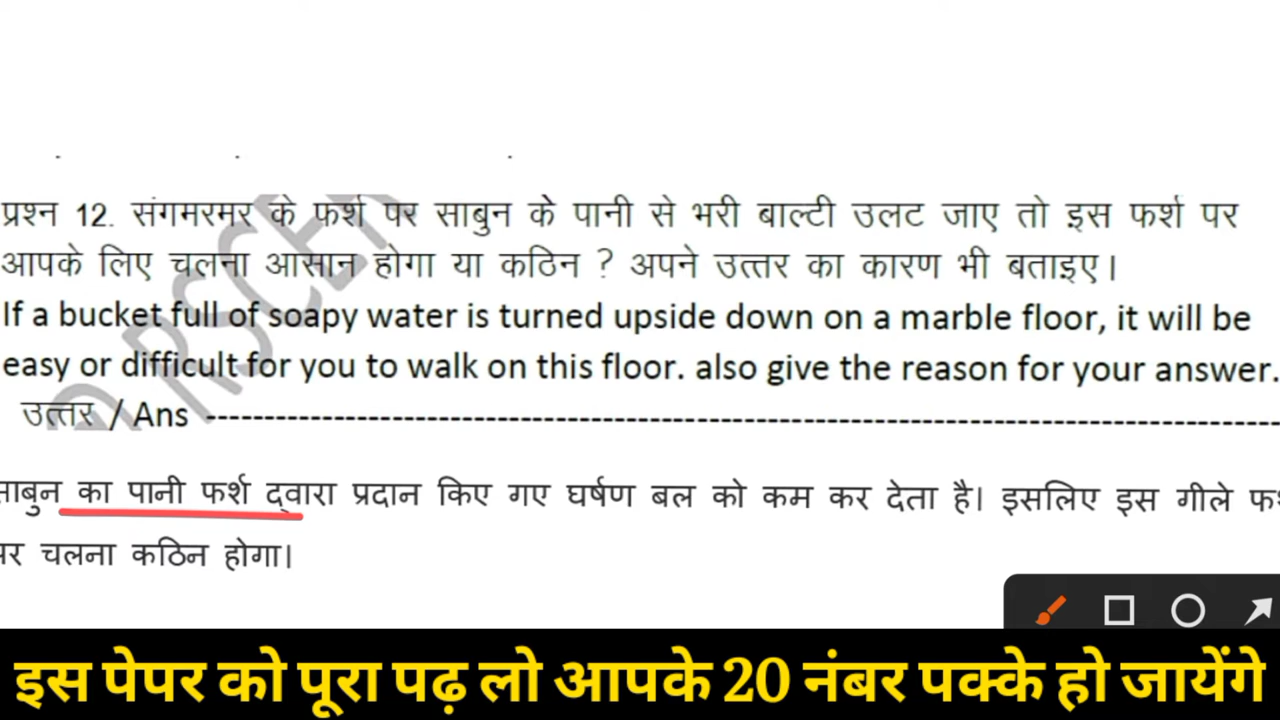 प्रश्न 12. संगमरमर के फर्श पर साबुन के पानी से भरी बाल्टी उलट जाए तो इस फर्श पर
आपके लिए चलना आसान होगा या कठिन ? अपने उत्तर का कारण भी बताइए।
If a bucket full of soapy water is turned upside down on a marble floor, it will be
easy or difficult for you to walk on this floor. also give the reason for your answer.
उत्तर / Ans ------------------------------------------------------------
साबुन का पानी फर्श द्वारा प्रदान किए गए घर्षण बल को कम कर देता है। इसलिए इस गीले फर्श
पर चलना कठिन होगा।
इस पेपर को पूरा पढ़ लो आपके 20 नंबर पक्के हो जायेंगे